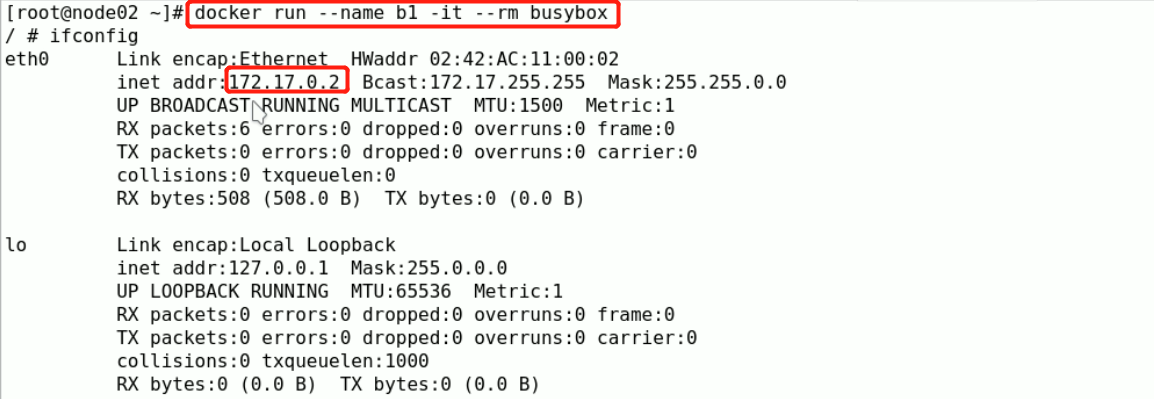 [root@node02 ~]# docker run --name b1 -it --rm busybox
/ # ifconfig
eth0      Link encap:Ethernet  HWaddr 02:42:AC:11:00:02
          inet addr:172.17.0.2  Bcast:172.17.255.255  Mask:255.255.0.0
          UP BROADCAST RUNNING MULTICAST  MTU:1500  Metric:1
          RX packets:6 errors:0 dropped:0 overruns:0 frame:0
          TX packets:0 errors:0 dropped:0 overruns:0 carrier:0
          collisions:0 txqueuelen:0
          RX bytes:508 (508.0 B)  TX bytes:0 (0.0 B)

lo        Link encap:Local Loopback
          inet addr:127.0.0.1  Mask:255.0.0.0
          UP LOOPBACK RUNNING  MTU:65536  Metric:1
          RX packets:0 errors:0 dropped:0 overruns:0 frame:0
          TX packets:0 errors:0 dropped:0 overruns:0 carrier:0
          collisions:0 txqueuelen:1000
          RX bytes:0 (0.0 B)  TX bytes:0 (0.0 B)